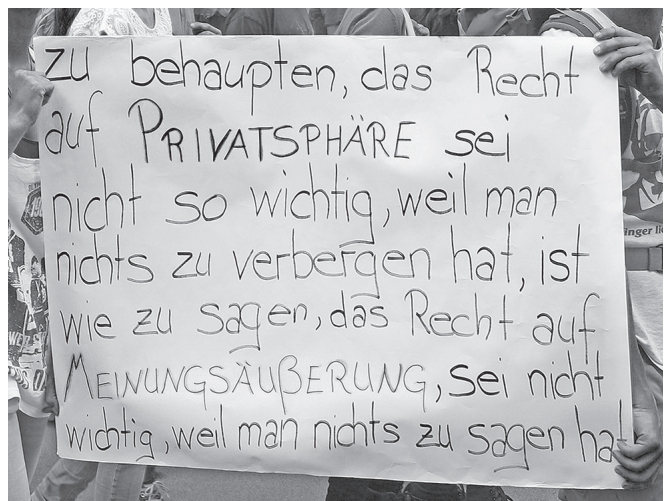 zu behaupten, das Recht
auf PRIVATSPHÄRE sei
nicht so wichtig, weil man
nichts zu verbergen hat, ist
wie zu sagen, das Recht auf
MEINUNGSÄUßERUNG, sei nicht
wichtig, weil man nichts zu sagen hat